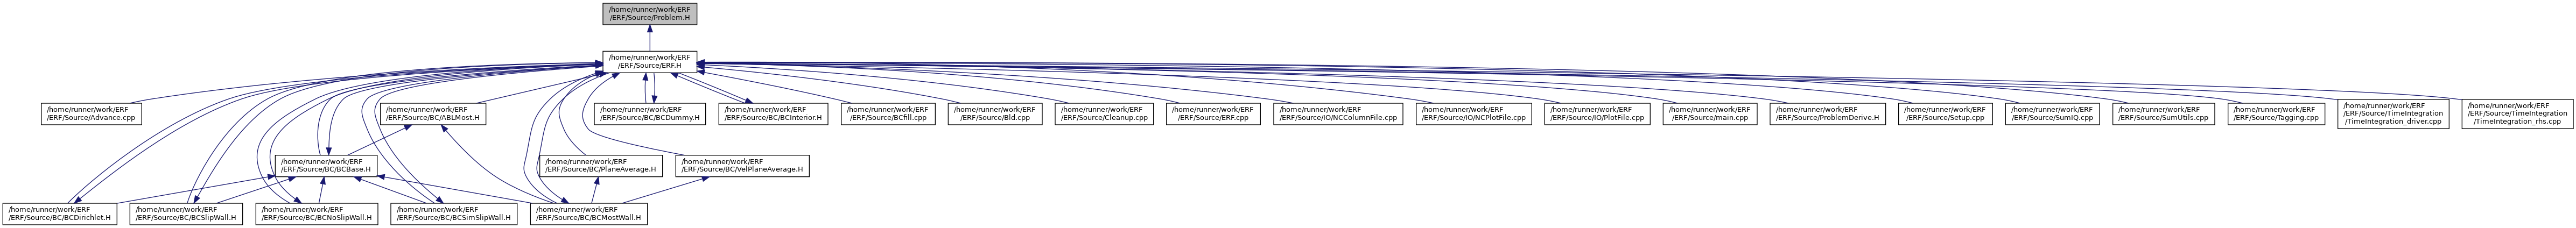 /home/runner/work/ERF
/ERF/Source/Problem.H
/home/runner/work/ERF
/ERF/Source/ERF.H
/home/runner/work/ERF
/ERF/Source/Advance.cpp
/home/runner/work/ERF
/ERF/Source/BC/ABLMost.H
/home/runner/work/ERF
/ERF/Source/BC/BCDummy.H
/home/runner/work/ERF
/ERF/Source/BC/BCInterior.H
/home/runner/work/ERF
/ERF/Source/BCfill.cpp
/home/runner/work/ERF
/ERF/Source/Bld.cpp
/home/runner/work/ERF
/ERF/Source/Cleanup.cpp
/home/runner/work/ERF
/ERF/Source/ERF.cpp
/home/runner/work/ERF
/ERF/Source/IO/NCColumnFile.cpp
/home/runner/work/ERF
/ERF/Source/IO/NCPlotFile.cpp
/home/runner/work/ERF
/ERF/Source/IO/PlotFile.cpp
/home/runner/work/ERF
/ERF/Source/main.cpp
/home/runner/work/ERF
/ERF/Source/ProblemDerive.H
/home/runner/work/ERF
/ERF/Source/Setup.cpp
/home/runner/work/ERF
/ERF/Source/SumIQ.cpp
/home/runner/work/ERF
/ERF/Source/SumUtils.cpp
/home/runner/work/ERF
/ERF/Source/Tagging.cpp
/home/runner/work/ERF
/ERF/Source/TimeIntegration
/TimeIntegration_driver.cpp
/home/runner/work/ERF
/ERF/Source/TimeIntegration
/TimeIntegration_rhs.cpp
/home/runner/work/ERF
/ERF/Source/BC/BCBase.H
/home/runner/work/ERF
/ERF/Source/BC/PlaneAverage.H
/home/runner/work/ERF
/ERF/Source/BC/VelPlaneAverage.H
/home/runner/work/ERF
/ERF/Source/BC/BCDirichlet.H
/home/runner/work/ERF
/ERF/Source/BC/BCSlipWall.H
/home/runner/work/ERF
/ERF/Source/BC/BCNoSlipWall.H
/home/runner/work/ERF
/ERF/Source/BC/BCSimSlipWall.H
/home/runner/work/ERF
/ERF/Source/BC/BCMostWall.H